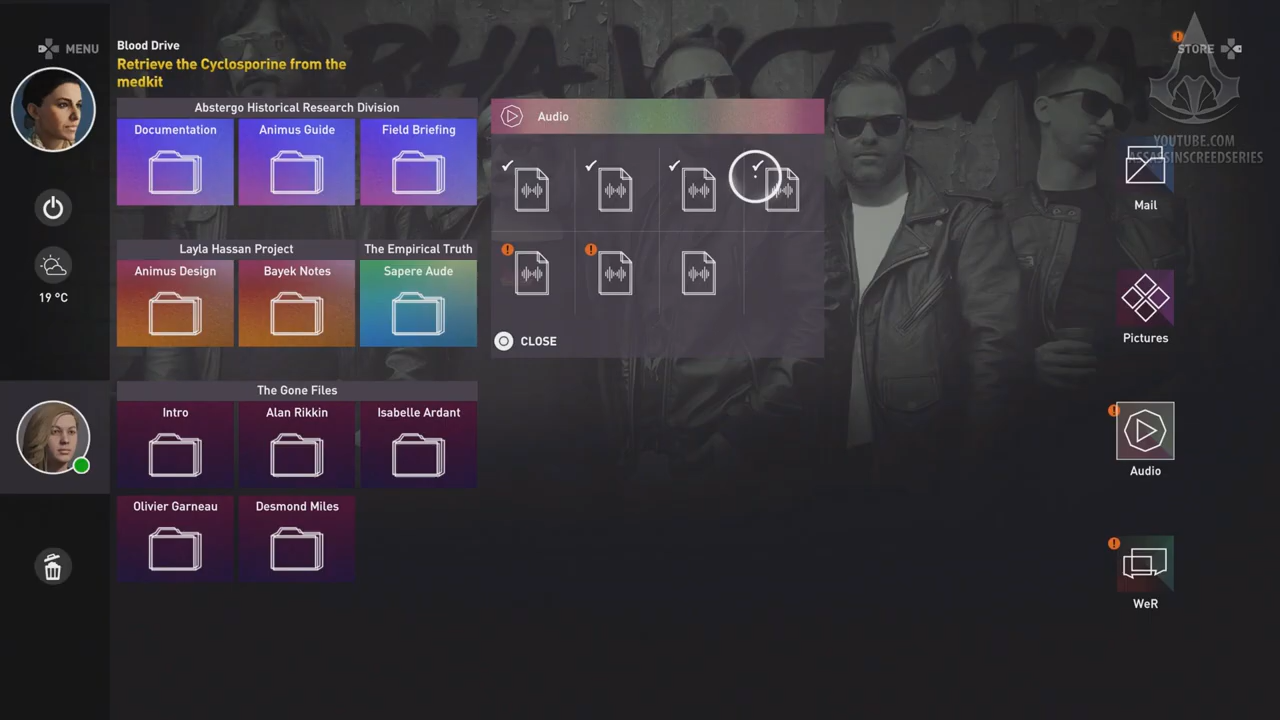 MENU
Blood Drive
Retrieve the Cyclosporine from the
medkit
STORE
YOUTUBE.COM
ASSASSINSCREEDSERIES
Abstergo Historical Research Division
Documentation
Animus Guide
Field Briefing
Layla Hassan Project
The Empirical Truth
Animus Design
Bayek Notes
Sapere Aude
The Gone Files
Intro
Alan Rikkin
Isabelle Ardant
Olivier Garneau
Desmond Miles
Audio
CLOSE
19 °C
Mail
Pictures
Audio
WeR